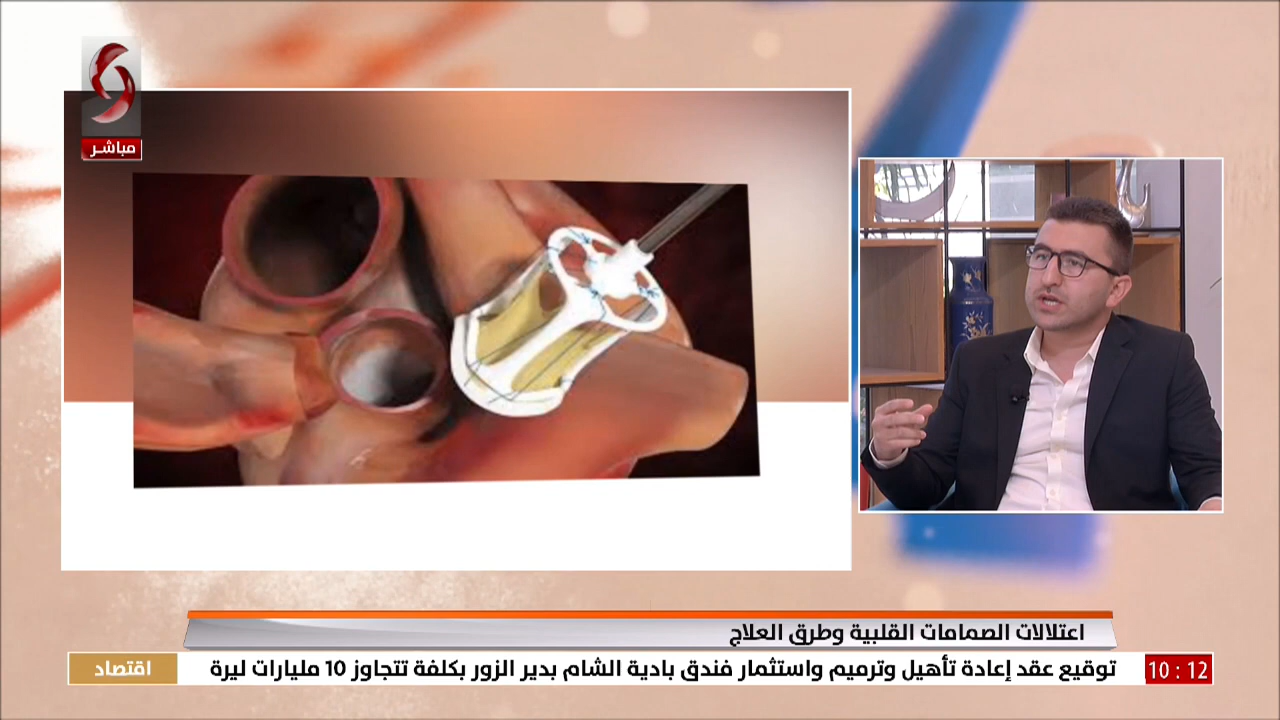 مباشر
اعتلالات الصمامات القلبية وطرق العلاج
10 : 12
توقيع عقد إعادة تأهيل وترميم واستثمار فندق بادية الشام بدير الزور بكلفة تتجاوز 10 مليارات ليرة
اقتصاد